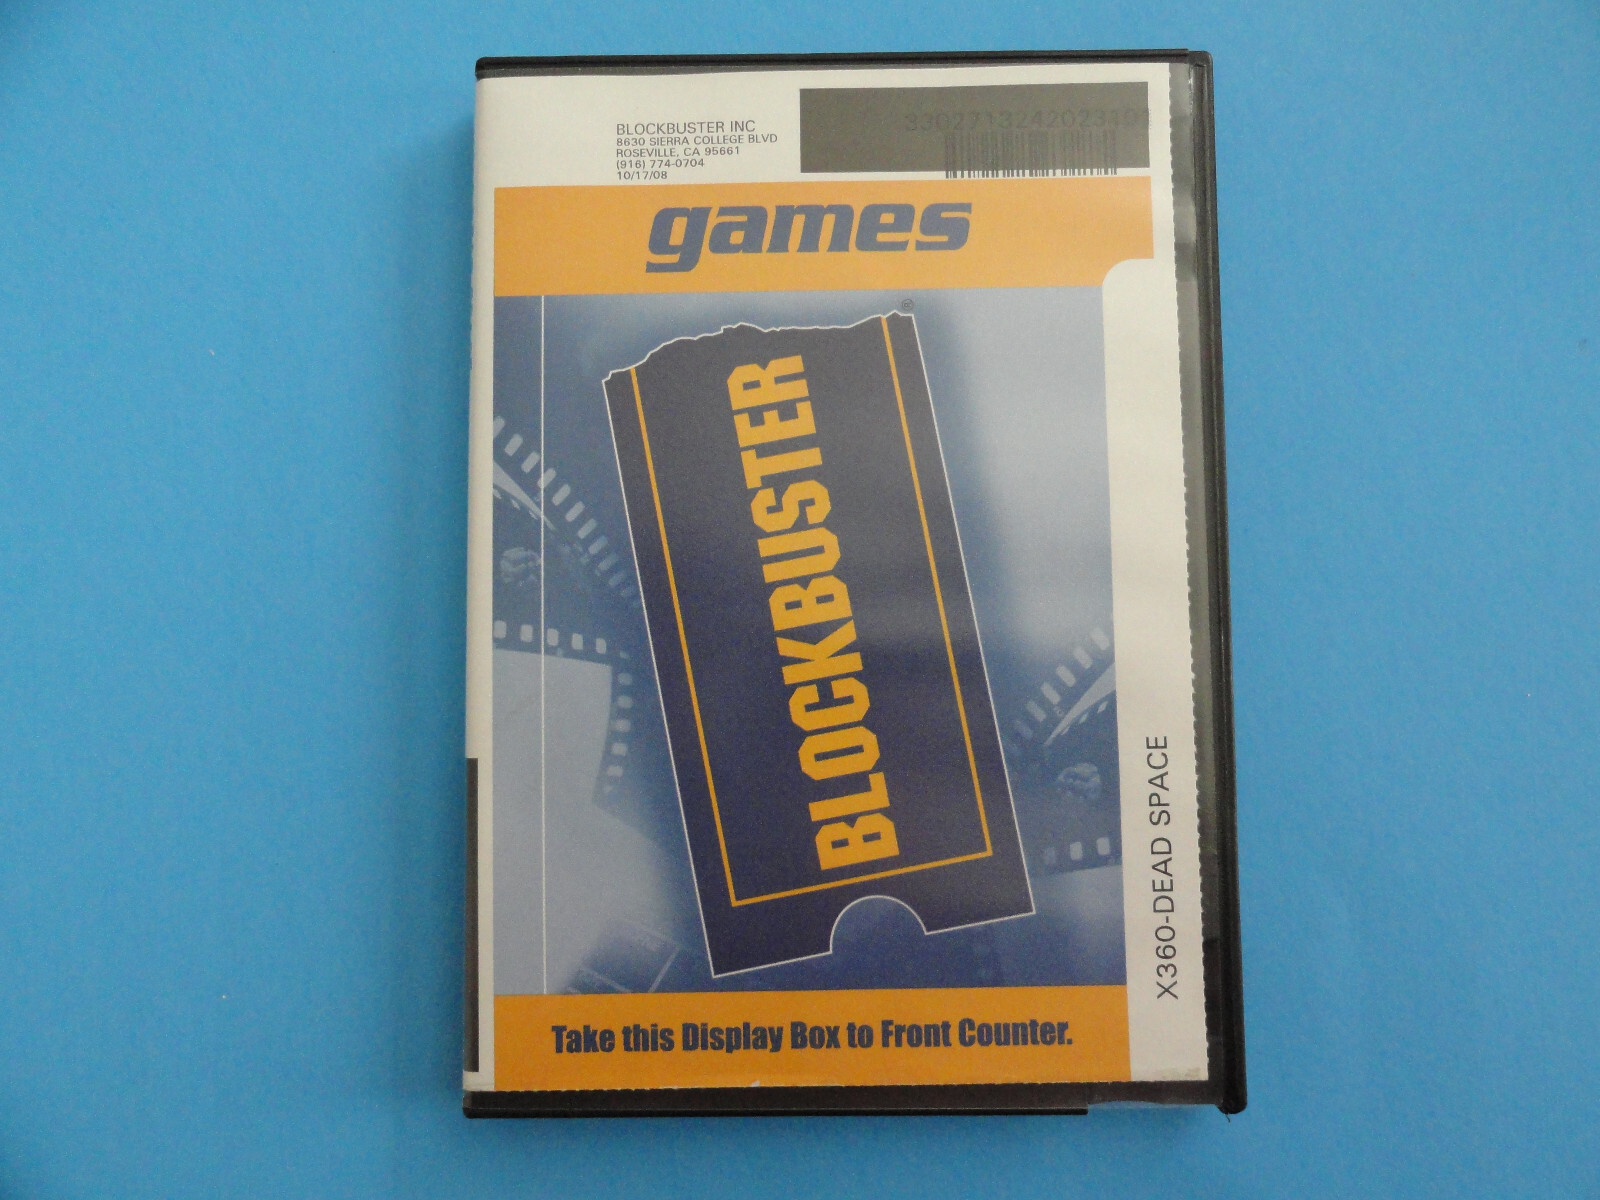 BLOCKBUSTER INC
8630 SIERRA COLLEGE BLVD
ROSEVILLE, CA 95661
(916) 774-0704
10/17/08
games
®
BLOCKBUSTER
X360-DEAD SPACE
Take this Display Box to Front Counter.